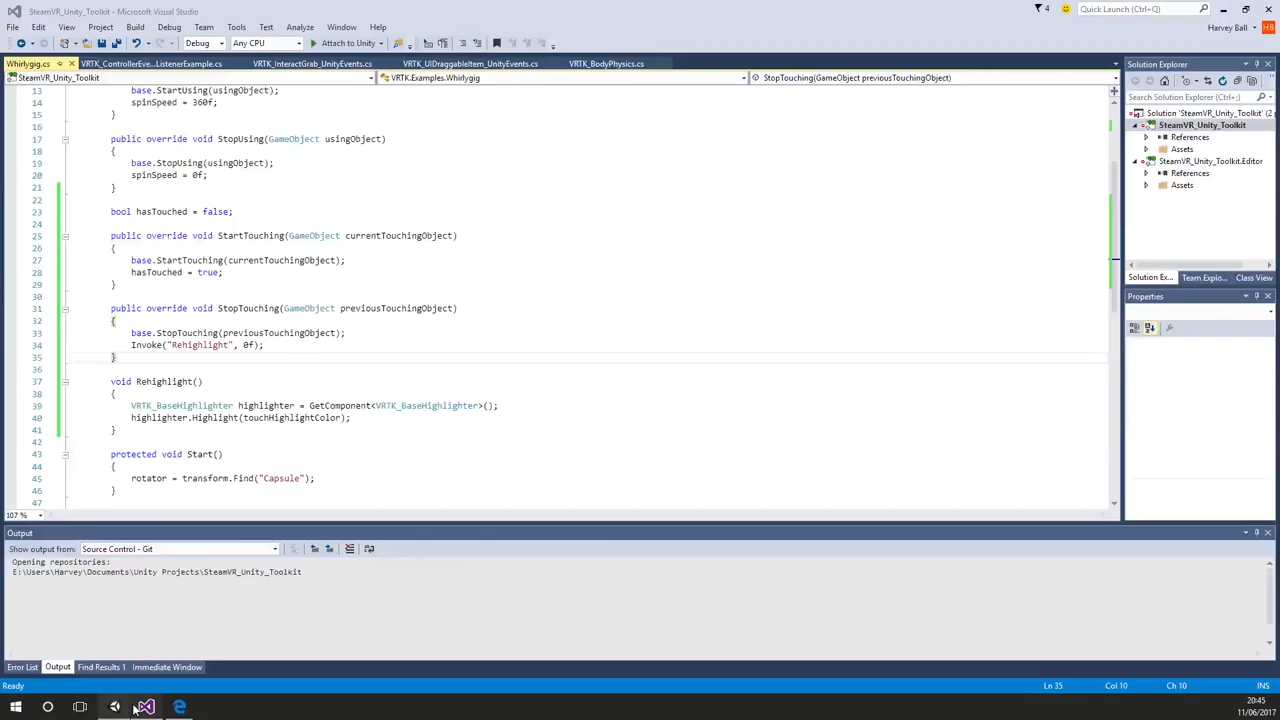 SteamVR_Unity_Toolkit - Microsoft Visual Studio
4
Quick Launch (Ctrl+Q)
File Edit View Project Build Debug Team Tools Test Analyze Window Help
Harvey Ball HB
Debug Any CPU Attach to Unity
Whirlygig.cs VRTK_ControllerEve...ListenerExample.cs VRTK_InteractGrab_UnityEvents.cs VRTK_UIDraggableItem_UnityEvents.cs VRTK_BodyPhysics.cs
SteamVR_Unity_Toolkit VRTK.Examples.Whirlygig StopTouching(GameObject previousTouchingObject)
13 base.StartUsing(usingObject);
14 spinSpeed = 360f;
15 }
16
17 public override void StopUsing(GameObject usingObject)
18 {
19 base.StopUsing(usingObject);
20 spinSpeed = 0f;
21 }
22
23 bool hasTouched = false;
24
25 public override void StartTouching(GameObject currentTouchingObject)
26 {
27 base.StartTouching(currentTouchingObject);
28 hasTouched = true;
29 }
30
31 public override void StopTouching(GameObject previousTouchingObject)
32 {
33 base.StopTouching(previousTouchingObject);
34 Invoke("Rehighlight", 0f);
35 }
36
37 void Rehighlight()
38 {
39 VRTK_BaseHighlighter highlighter = GetComponent<VRTK_BaseHighlighter>();
40 highlighter.Highlight(touchHighlightColor);
41 }
42
43 protected void Start()
44 {
45 rotator = transform.Find("Capsule");
46 }
47
107 %
Solution Explorer
Search Solution Explorer (Ctrl+;)
Solution 'SteamVR_Unity_Toolkit' (2 p
SteamVR_Unity_Toolkit
References
Assets
SteamVR_Unity_Toolkit.Editor
References
Assets
Solution Ex... Team Explo... Class View
Properties
Output
Show output from: Source Control - Git
Opening repositories:
E:\Users\Harvey\Documents\Unity Projects\SteamVR_Unity_Toolkit
Error List Output Find Results 1 Immediate Window
Ready Ln 35 Col 10 Ch 10 INS
20:45
11/06/2017